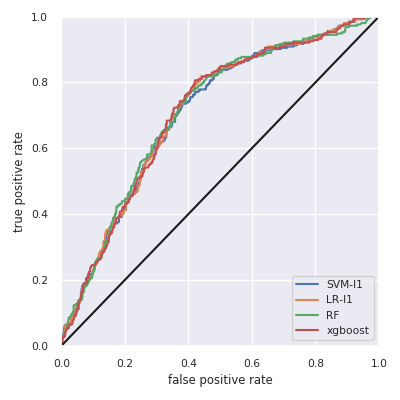 1.0
0.8
0.6
0.4
0.2
0.0
true positive rate
0.0 0.2 0.4 0.6 0.8 1.0
false positive rate
SVM-l1
LR-l1
RF
xgboost